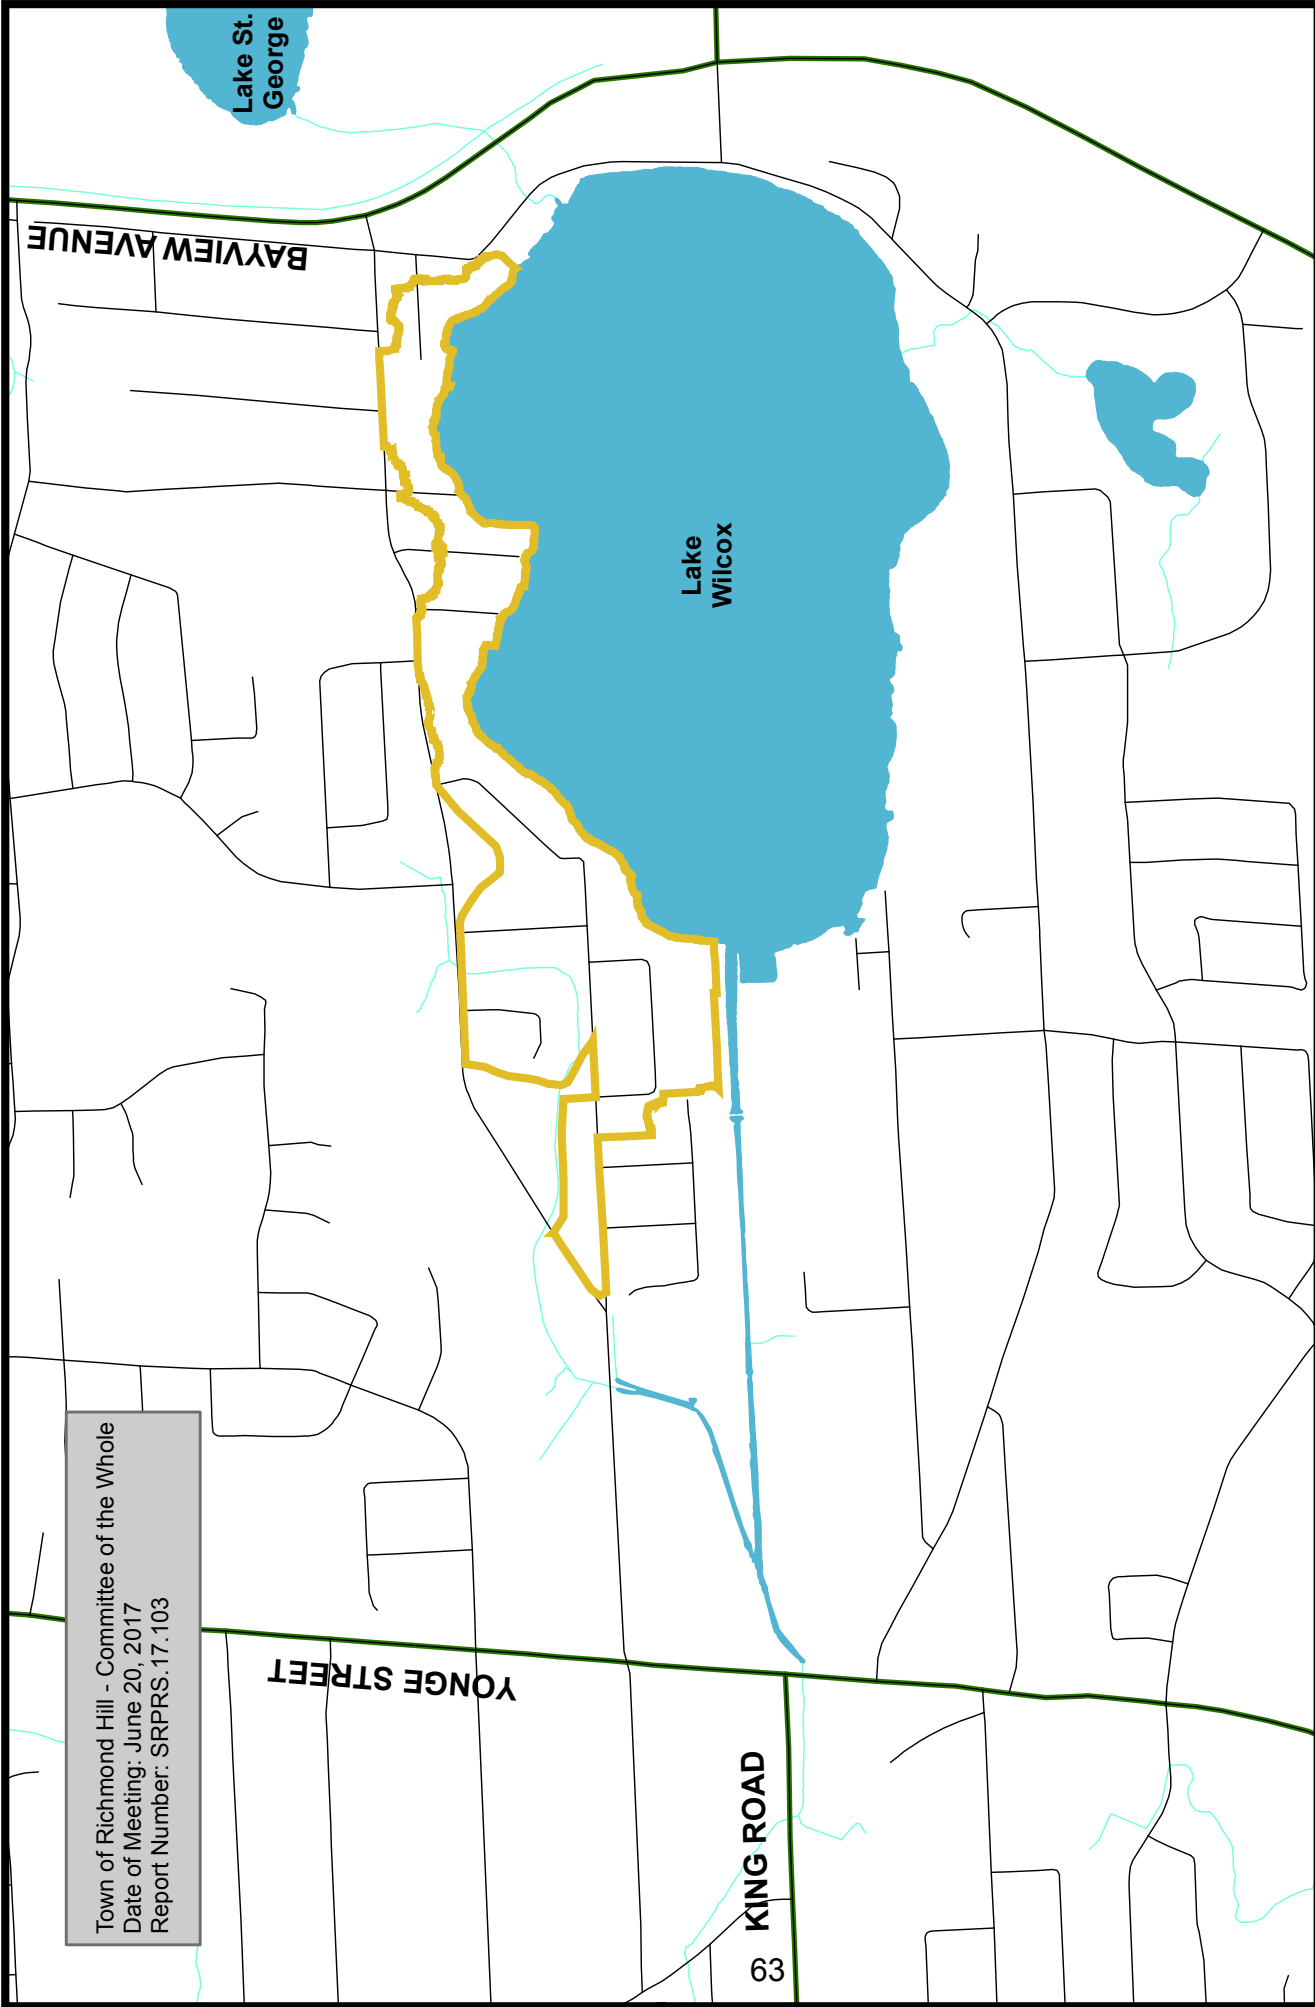 Town of Richmond Hill - Committee of the Whole
Date of Meeting: June 20, 2017
Report Number: SRPRS.17.103
Lake St.
George
BAYVIEW AVENUE
Lake
Wilcox
YONGE STREET
KING ROAD
63